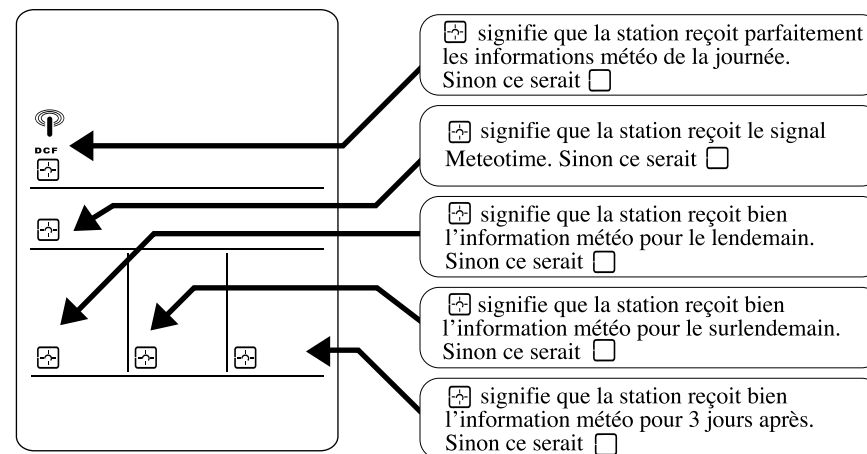 DCF
signifie que la station reçoit parfaitement
les informations météo de la journée.
Sinon ce serait
signifie que la station reçoit le signal
Meteotime. Sinon ce serait
signifie que la station reçoit bien
l’information météo pour le lendemain.
Sinon ce serait
signifie que la station reçoit bien
l’information météo pour le surlendemain.
Sinon ce serait
signifie que la station reçoit bien
l’information météo pour 3 jours après.
Sinon ce serait